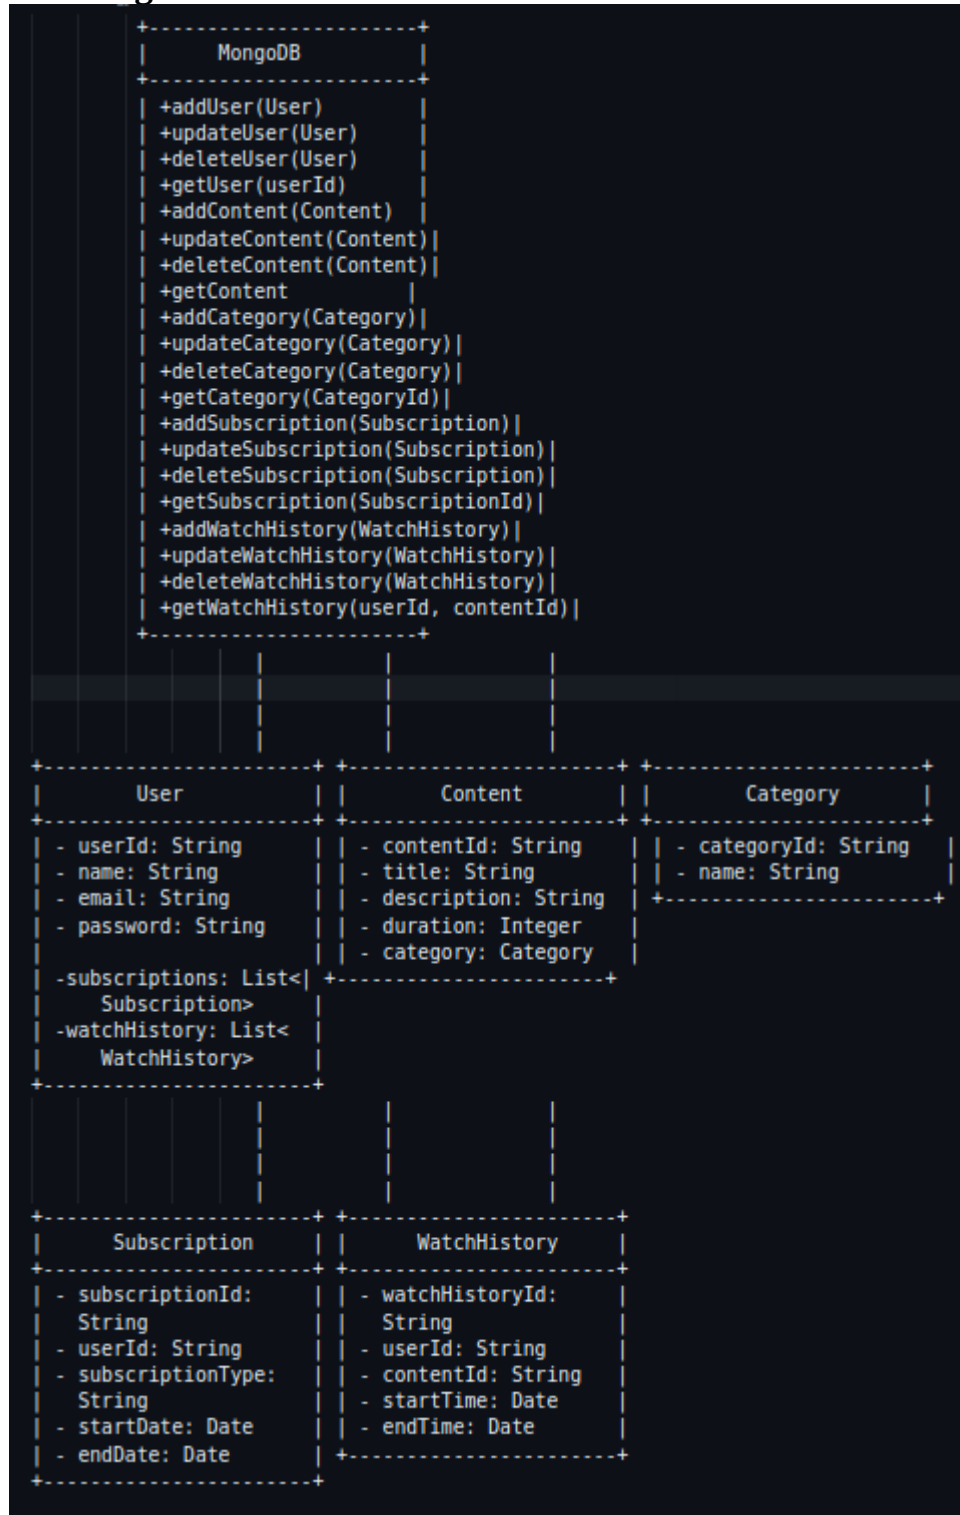 +-----------------------+
| MongoDB |
+-----------------------+
| +addUser(User) |
| +updateUser(User) |
| +deleteUser(User) |
| +getUser(userId) |
| +addContent(Content) |
| +updateContent(Content)|
| +deleteContent(Content)|
| +getContent |
| +addCategory(Category)|
| +updateCategory(Category)|
| +deleteCategory(Category)|
| +getCategory(CategoryId)|
| +addSubscription(Subscription)|
| +updateSubscription(Subscription)|
| +deleteSubscription(Subscription)|
| +getSubscription(SubscriptionId)|
| +addWatchHistory(WatchHistory)|
| +updateWatchHistory(WatchHistory)|
| +deleteWatchHistory(WatchHistory)|
| +getWatchHistory(userId, contentId)|
+-----------------------+
| | |
| | |
| | |
| | |
+-----------------------+ +-----------------------+ +-----------------------+
| User | | Content | | Category |
+-----------------------+ +-----------------------+ +-----------------------+
| - userId: String | | - contentId: String | | - categoryId: String |
| - name: String | | - title: String | | - name: String |
| - email: String | | - description: String | +-----------------------+
| - password: String | | - duration: Integer |
| | | - category: Category |
| -subscriptions: List<| +-----------------------+
| Subscription> |
| -watchHistory: List< |
| WatchHistory> |
+-----------------------+
| | |
| | |
| | |
| | |
+-----------------------+ +-----------------------+
| Subscription | | WatchHistory |
+-----------------------+ +-----------------------+
| - subscriptionId: | | - watchHistoryId: |
| String | | String |
| - userId: String | | - userId: String |
| - subscriptionType: | | - contentId: String |
| String | | - startTime: Date |
| - startDate: Date | | - endTime: Date |
| - endDate: Date | +-----------------------+
+-----------------------+